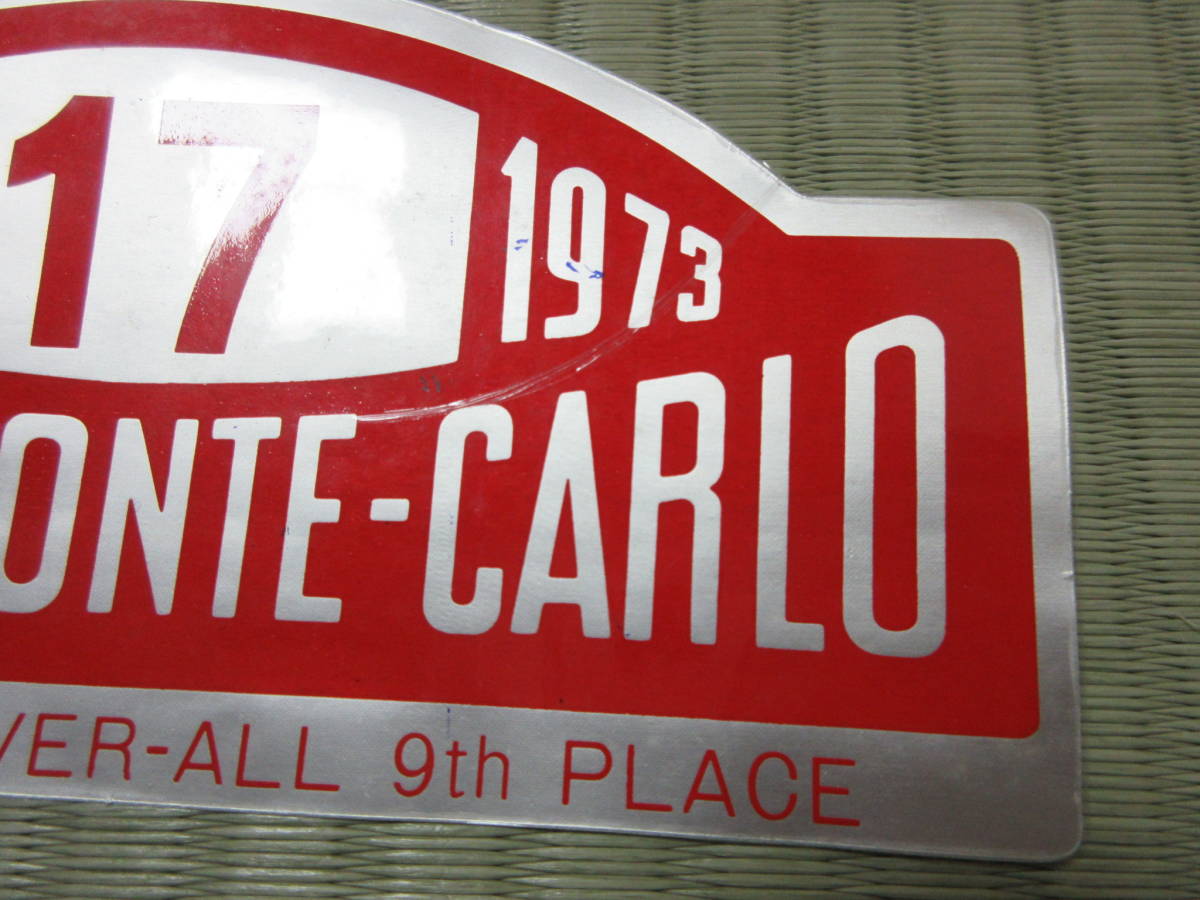 17 1973
ONTE-CARLO
VER-ALL 9th PLACE